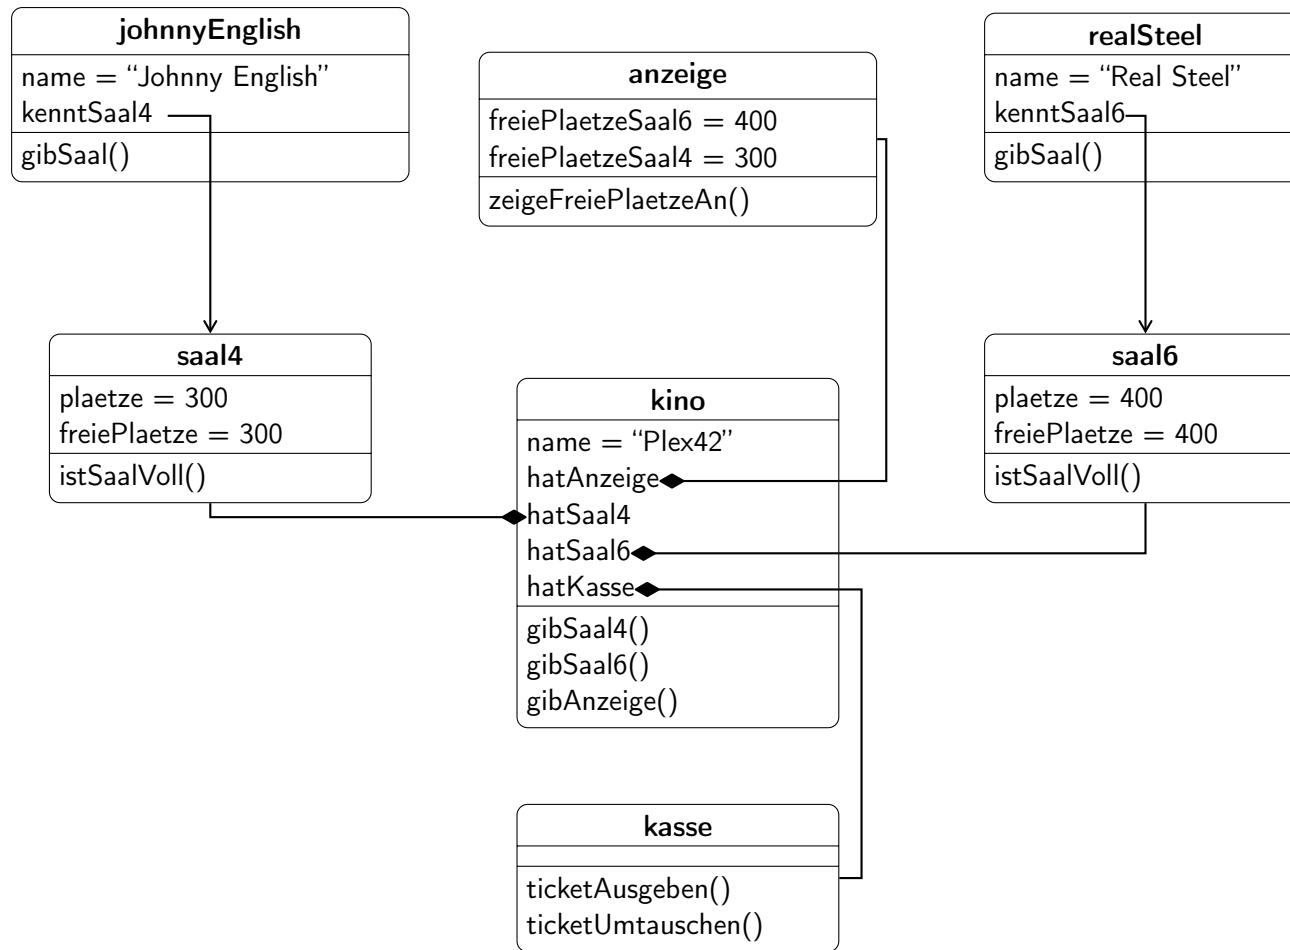 johnnyEnglish
name = “Johnny English”
kenntSaal4
gibSaal()
anzeige
freiePlaetzeSaal6 = 400
freiePlaetzeSaal4 = 300
zeigeFreiePlaetzeAn()
realSteel
name = “Real Steel”
kenntSaal6
gibSaal()
saal4
plaetze = 300
freiePlaetze = 300
istSaalVoll()
kino
name = “Plex42”
hatAnzeige
hatSaal4
hatSaal6
hatKasse
gibSaal4()
gibSaal6()
gibAnzeige()
saal6
plaetze = 400
freiePlaetze = 400
istSaalVoll()
kasse
ticketAusgeben()
ticketUmtauschen()